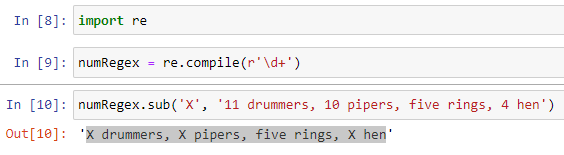 In [8]: import re
In [9]: numRegex = re.compile(r'\d+')
In [10]: numRegex.sub('X', '11 drummers, 10 pipers, five rings, 4 hen')
Out[10]: 'X drummers, X pipers, five rings, X hen'